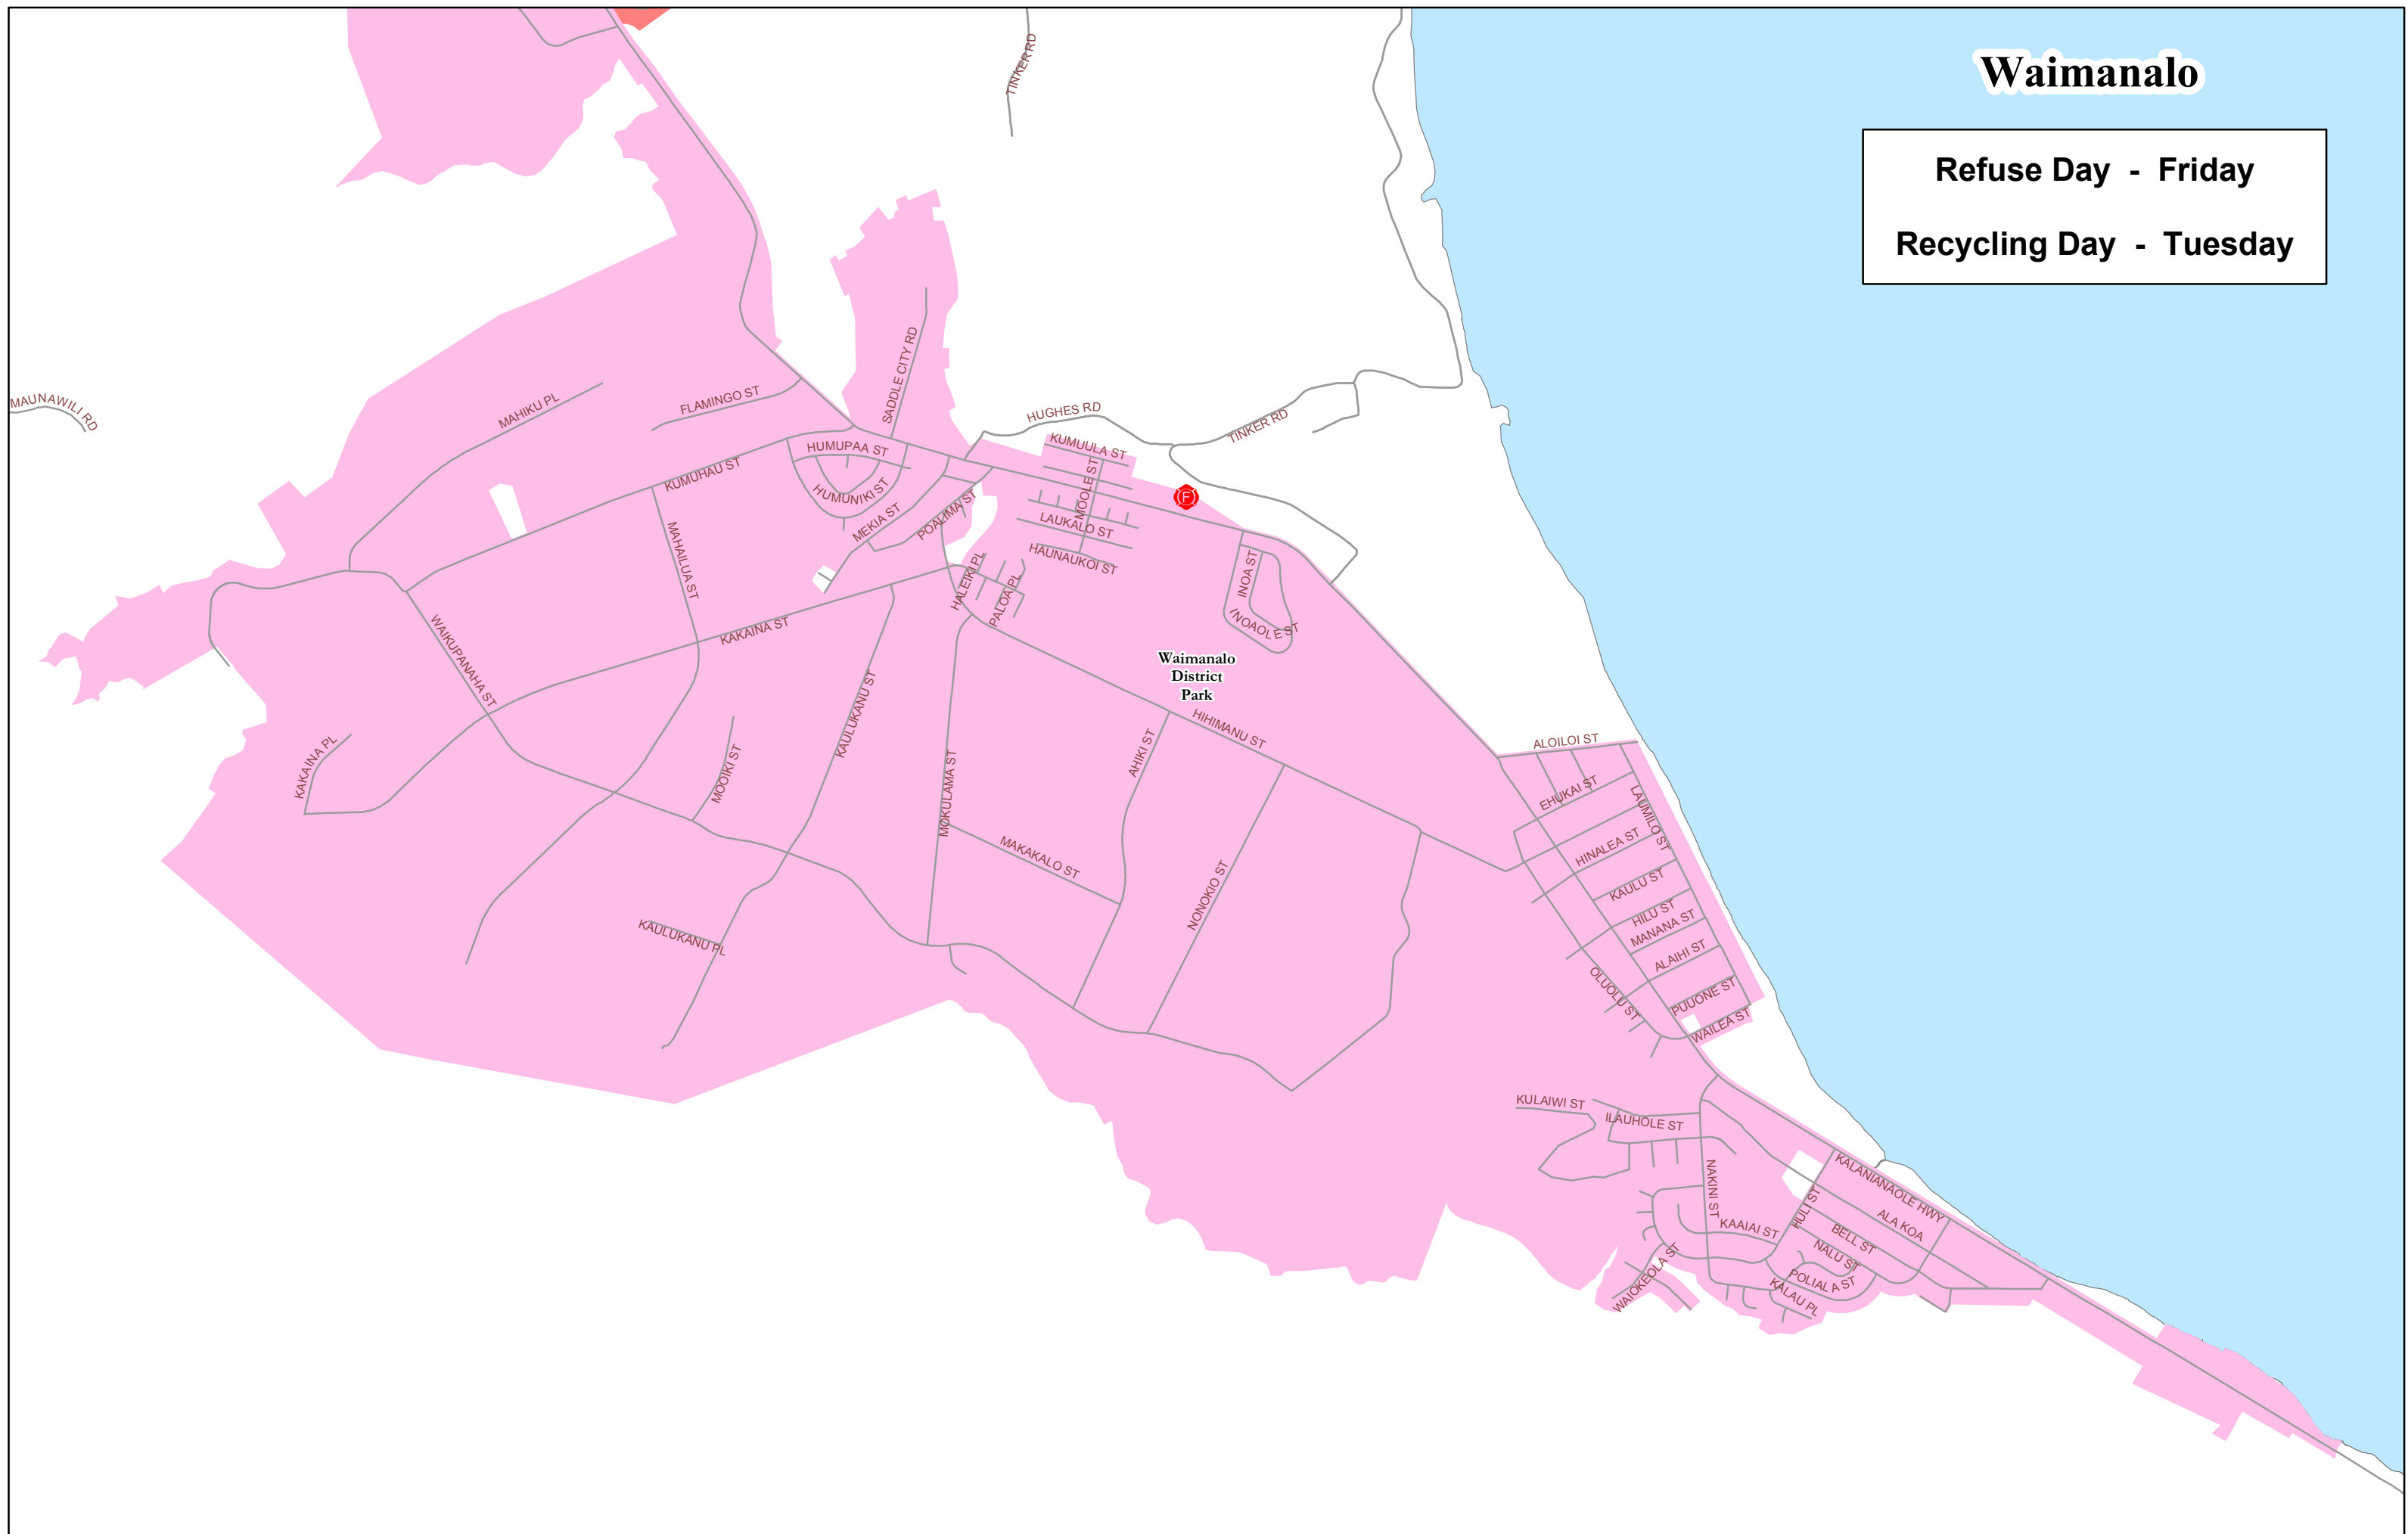 Waimanalo
Refuse Day - Friday
Recycling Day - Tuesday
TINKER RD
MAUNAWILI RD
MAHIKU PL
FLAMINGO ST
SADDLE CITY RD
HUGHES RD
TINKER RD
KUMUULA ST
HUMUPAA ST
KUMUHAU ST
HUMUNIKI ST
MOOLE ST
F
MEKIA ST
POALIMA ST
LAUKALO ST
HAUNAUKOI ST
MAHAILUA ST
HALEIKI PL
PALOA PL
INOA ST
INOAOLE ST
KAKAINA ST
WAIKUPANAHA ST
Waimanalo
District
Park
KAULUKANU ST
HIHIMANU ST
ALOILOI ST
KAKAINA PL
MOOIKI ST
MOKULAMA ST
AHIKI ST
EHUKAI ST
LAUMILO ST
MAKAKALO ST
HINALEA ST
NONOKIO ST
KAULU ST
HILU ST
MANANA ST
KAULUKANU PL
ALAIHI ST
OLUOLU ST
PUUONE ST
WAILEA ST
KULAIWI ST
ILAUHOLE ST
NAKINI ST
KALANIANAOLE HWY
HULI ST
ALA KOA
KAAIAI ST
BELL ST
NALU ST
WAIOKEOLA ST
POLIALA ST
KALAU PL